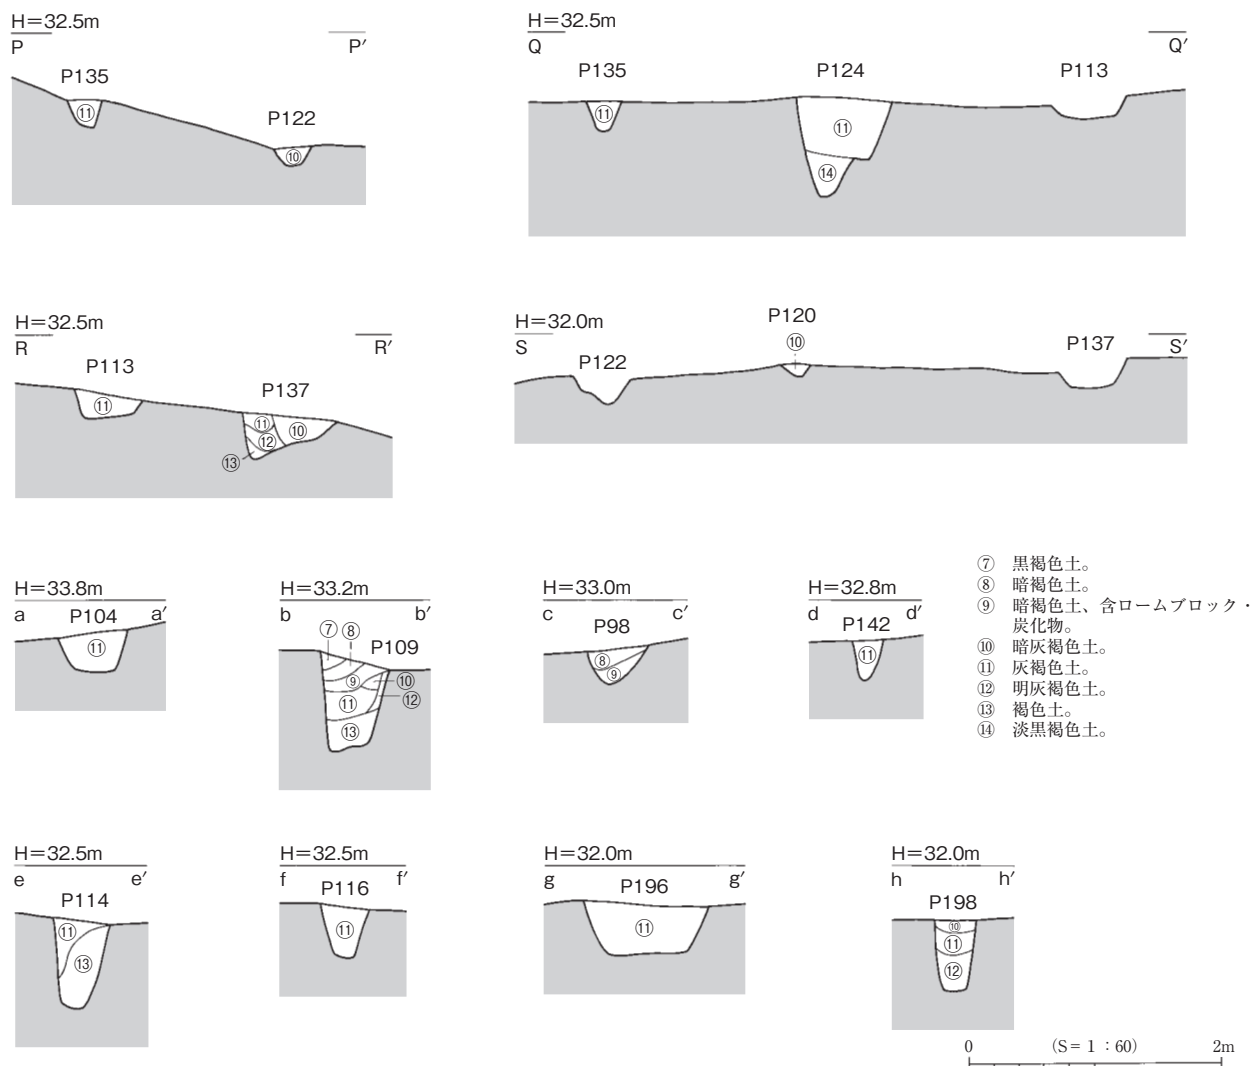 H=32.5m
P P′
P135
⑪
P122
⑩
H=32.5m
Q Q′
P135 P124 P113
⑪ ⑪
⑭
H=32.5m
R R′
P113
⑪
P137
⑪ ⑩
⑫
⑬
H=32.0m
S S′
P120
⑩
P122 P137
H=33.8m
a a′
P104
⑪
H=33.2m
b b′
⑦ ⑧ P109
⑨ ⑩
⑪ ⑫
⑬
H=33.0m
c c′
P98
⑧
⑨
H=32.8m
d d′
P142
⑪
⑦ 黒褐色土。
⑧ 暗褐色土。
⑨ 暗褐色土、含ロームブロック・
炭化物。
⑩ 暗灰褐色土。
⑪ 灰褐色土。
⑫ 明灰褐色土。
⑬ 褐色土。
⑭ 淡黒褐色土。
H=32.5m
e e′
P114
⑪
⑬
H=32.5m
f f′
P116
⑪
H=32.0m
g g′
P196
⑪
H=32.0m
h h′
P198
⑩
⑪
⑫
0 (S=1:60) 2m